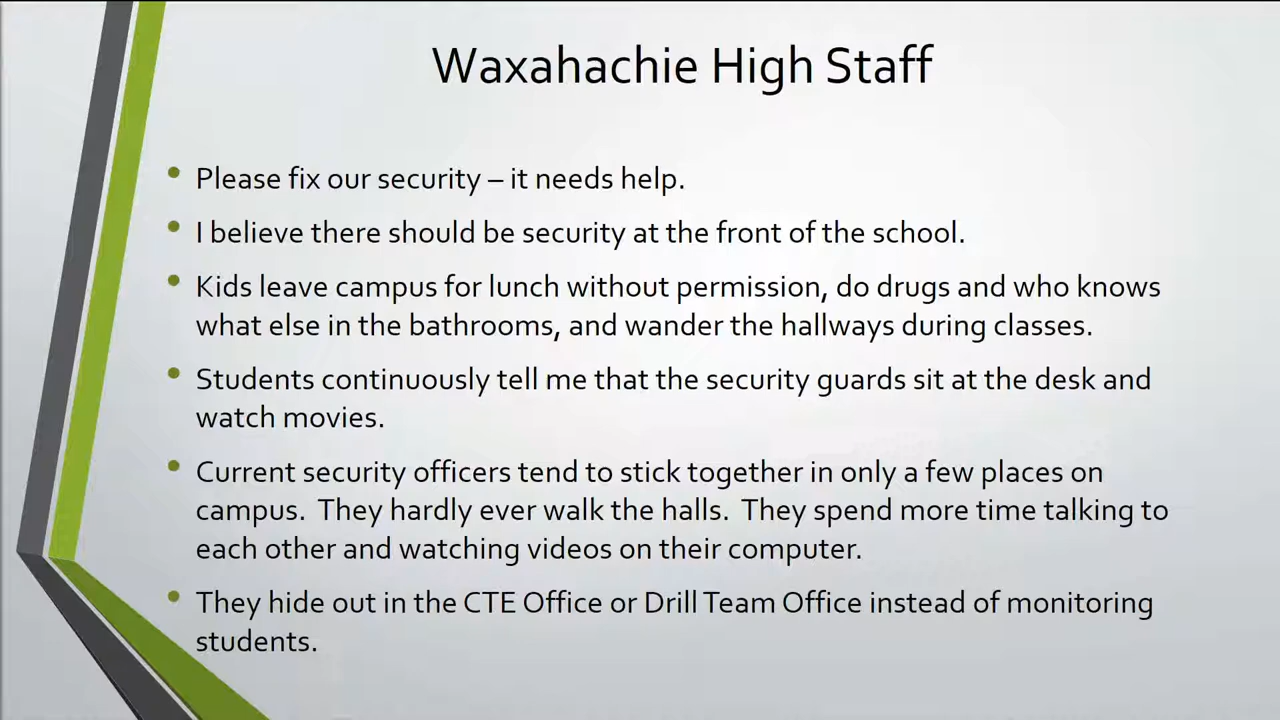 Waxahachie High Staff
• Please fix our security – it needs help.
• I believe there should be security at the front of the school.
• Kids leave campus for lunch without permission, do drugs and who knows
what else in the bathrooms, and wander the hallways during classes.
• Students continuously tell me that the security guards sit at the desk and
watch movies.
• Current security officers tend to stick together in only a few places on
campus.  They hardly ever walk the halls.  They spend more time talking to
each other and watching videos on their computer.
• They hide out in the CTE Office or Drill Team Office instead of monitoring
students.